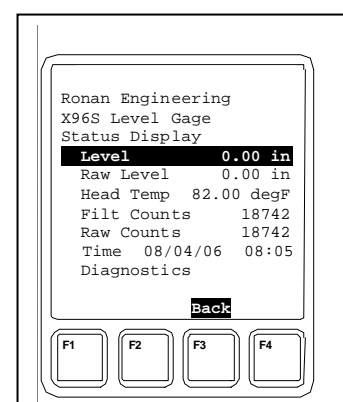 Ronan Engineering
X96S Level Gage
Status Display
Level 0.00 in
Raw Level 0.00 in
Head Temp 82.00 degF
Filt Counts 18742
Raw Counts 18742
Time 08/04/06 08:05
Diagnostics
Back
F1 F2 F3 F4